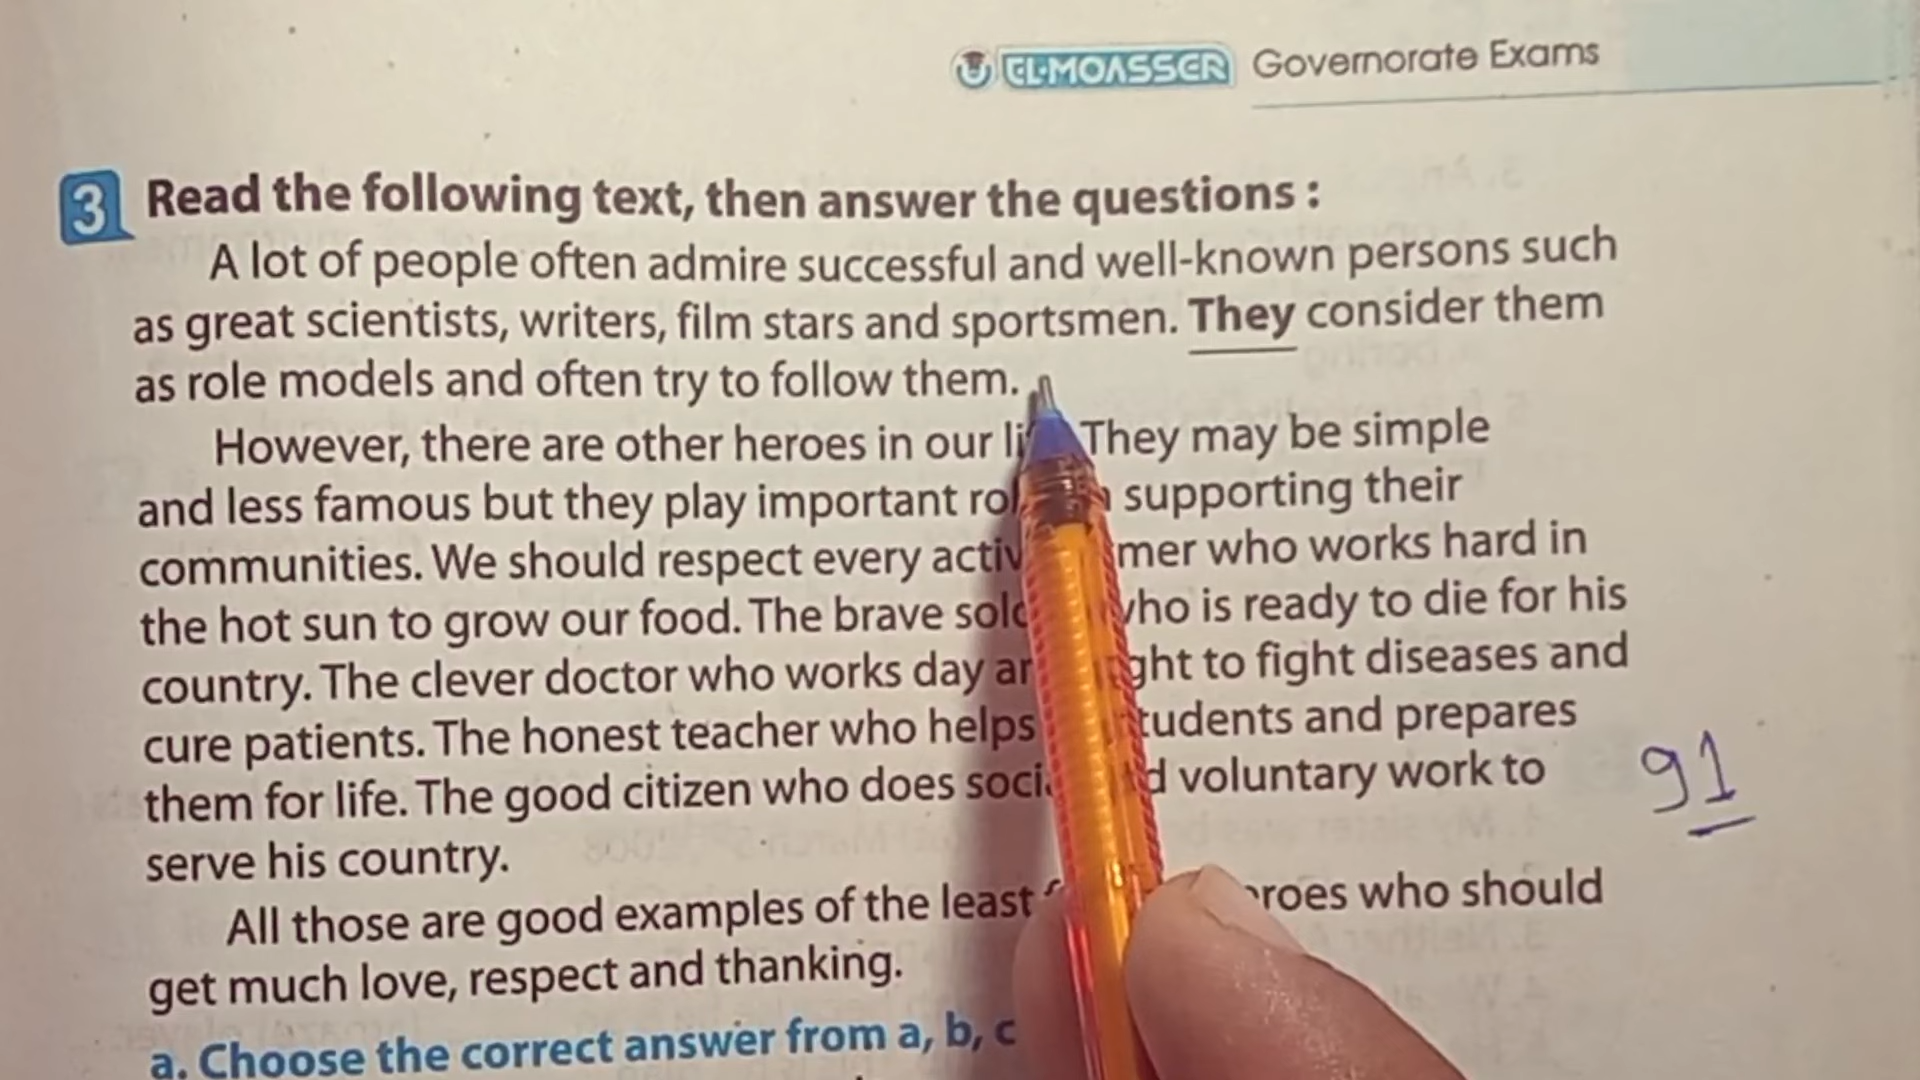 EL-MOASSER Governorate Exams
3 Read the following text, then answer the questions :
A lot of people often admire successful and well-known persons such
as great scientists, writers, film stars and sportsmen. They consider them
as role models and often try to follow them.
However, there are other heroes in our They may be simple
and less famous but they play important supporting their
communities. We should respect every who works hard in
the hot sun to grow our food. The brave who is ready to die for his
country. The clever doctor who works day to fight diseases and
cure patients. The honest teacher who helps students and prepares
them for life. The good citizen who does voluntary work to
serve his country.
91
All those are good examples of the least who should
get much love, respect and thanking.
a. Choose the correct answer from a, b, c